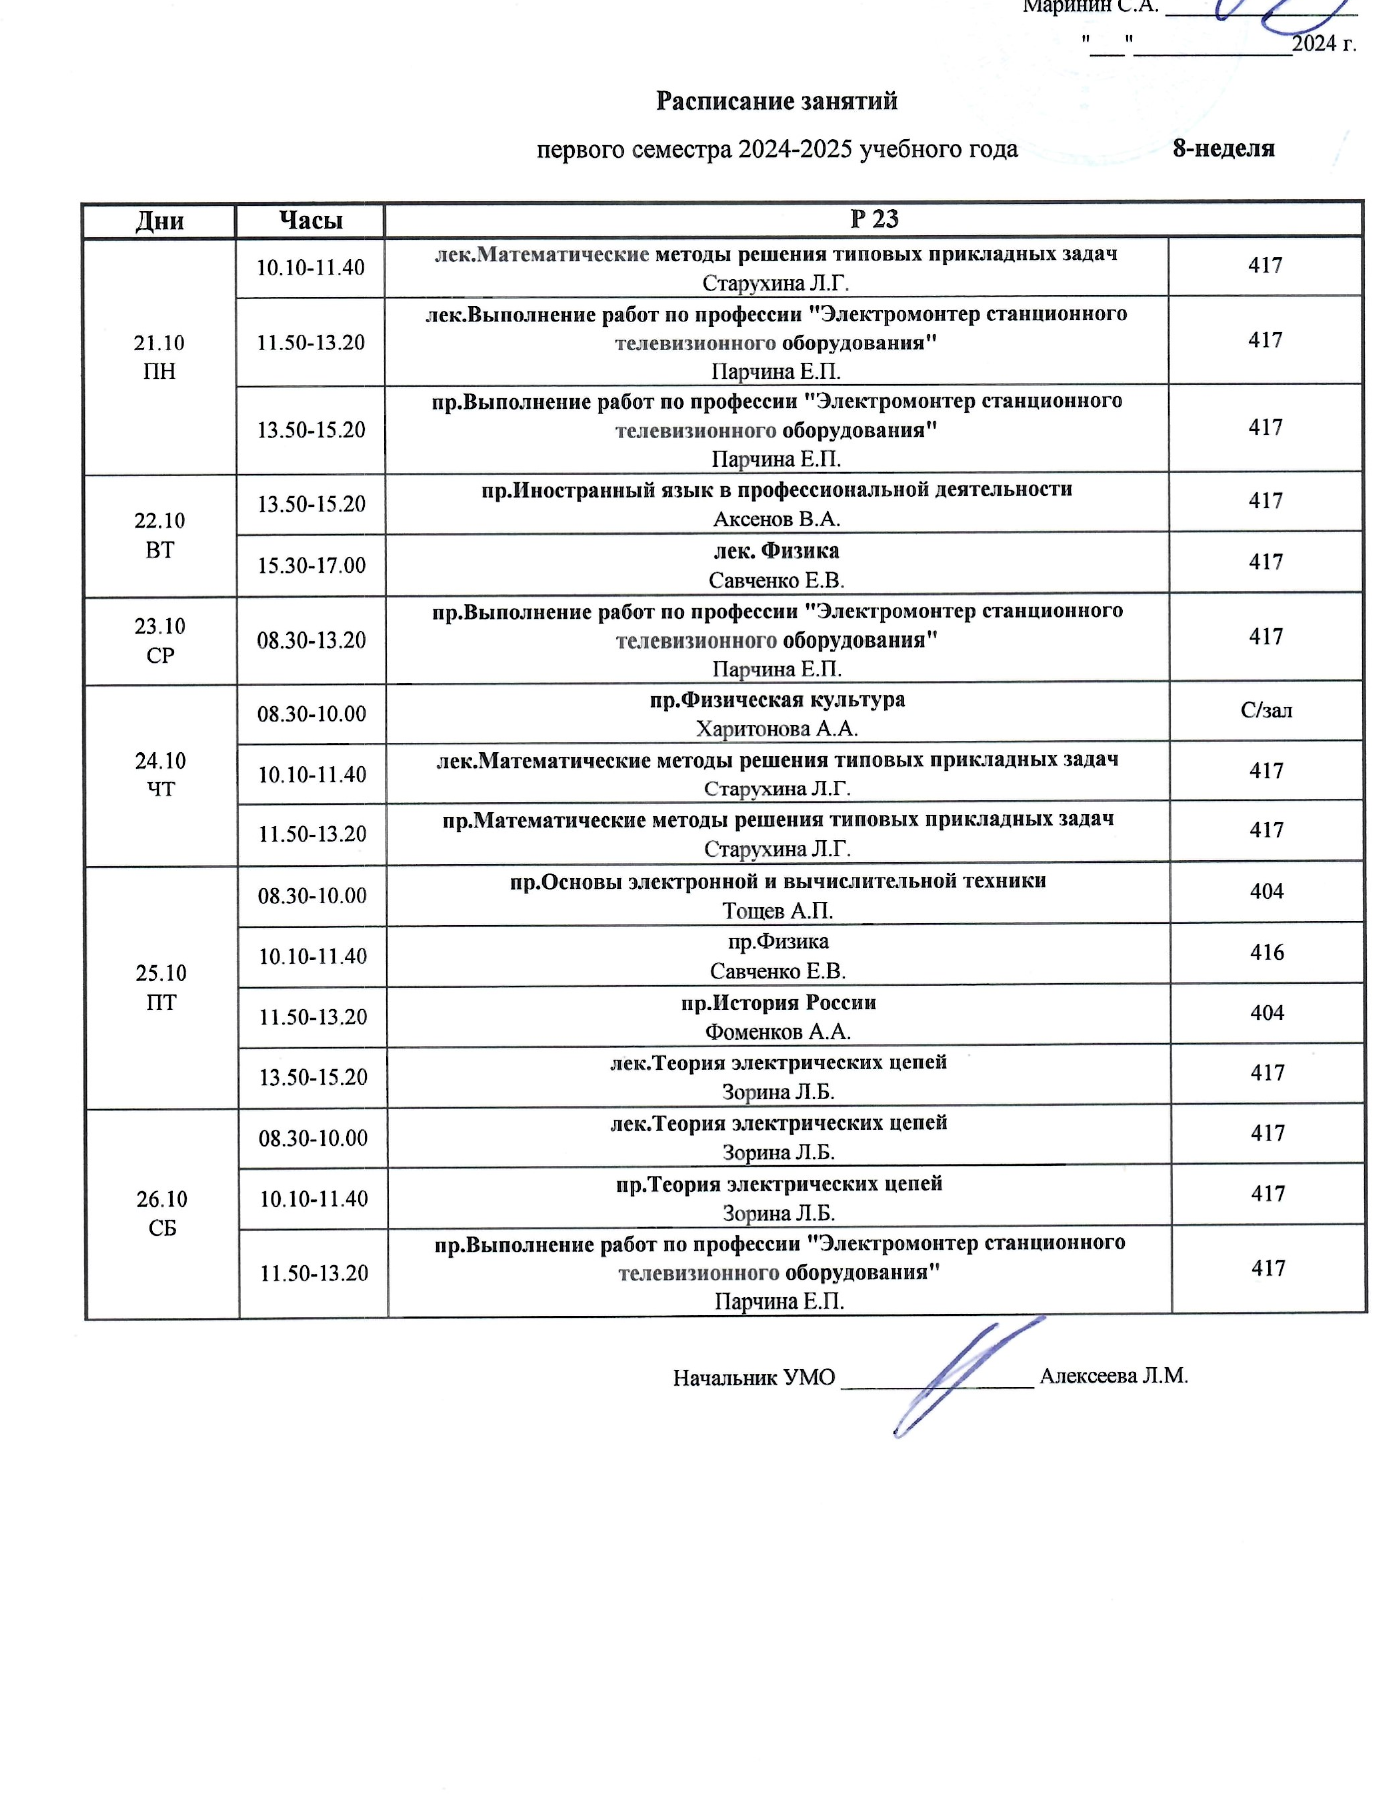 Маринин С.А.
"___"______________2024 г.
Расписание занятий
первого семестра 2024-2025 учебного года 8-неделя
Дни Часы Р 23
21.10
ПН
10.10-11.40
лек.Математические методы решения типовых прикладных задач
Старухина Л.Г.
417
11.50-13.20
лек.Выполнение работ по профессии "Электромонтер станционного
телевизионного оборудования"
Парчина Е.П.
417
13.50-15.20
пр.Выполнение работ по профессии "Электромонтер станционного
телевизионного оборудования"
Парчина Е.П.
417
22.10
ВТ
13.50-15.20
пр.Иностранный язык в профессиональной деятельности
Аксенов В.А.
417
15.30-17.00
лек. Физика
Савченко Е.В.
417
23.10
СР
08.30-13.20
пр.Выполнение работ по профессии "Электромонтер станционного
телевизионного оборудования"
Парчина Е.П.
417
24.10
ЧТ
08.30-10.00
пр.Физическая культура
Харитонова А.А.
С/зал
10.10-11.40
лек.Математические методы решения типовых прикладных задач
Старухина Л.Г.
417
11.50-13.20
пр.Математические методы решения типовых прикладных задач
Старухина Л.Г.
417
25.10
ПТ
08.30-10.00
пр.Основы электронной и вычислительной техники
Тощев А.П.
404
10.10-11.40
пр.Физика
Савченко Е.В.
416
11.50-13.20
пр.История России
Фоменков А.А.
404
13.50-15.20
лек.Теория электрических цепей
Зорина Л.Б.
417
26.10
СБ
08.30-10.00
лек.Теория электрических цепей
Зорина Л.Б.
417
10.10-11.40
пр.Теория электрических цепей
Зорина Л.Б.
417
11.50-13.20
пр.Выполнение работ по профессии "Электромонтер станционного
телевизионного оборудования"
Парчина Е.П.
417
Начальник УМО _________________ Алексеева Л.М.